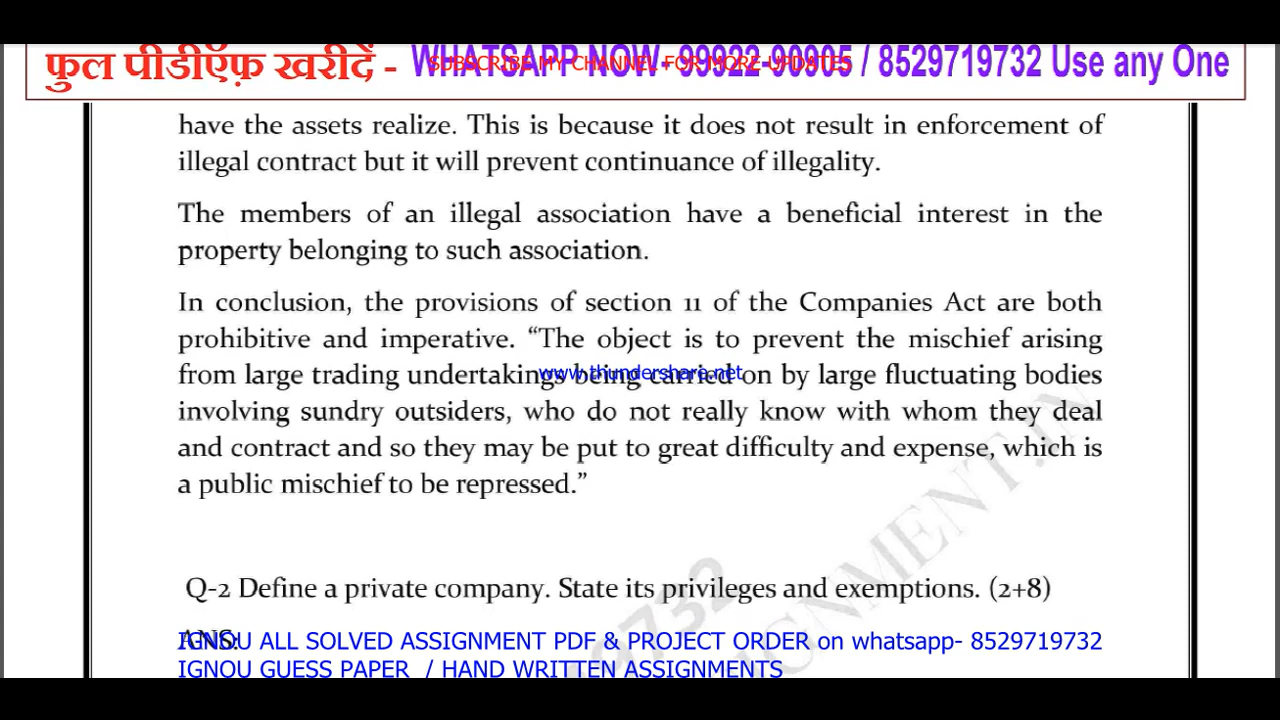 फुल पीडीऍफ़ खरीदें - WHATSAPP NOW- 99922-90905 / 8529719732 Use any One
SUBSCRIBE MY CHANNEL FOR MORE UPDATES
have the assets realize. This is because it does not result in enforcement of
illegal contract but it will prevent continuance of illegality.
The members of an illegal association have a beneficial interest in the
property belonging to such association.
In conclusion, the provisions of section 11 of the Companies Act are both
prohibitive and imperative. “The object is to prevent the mischief arising
www.thundershare.net
from large trading undertakings being carried on by large fluctuating bodies
involving sundry outsiders, who do not really know with whom they deal
and contract and so they may be put to great difficulty and expense, which is
a public mischief to be repressed.”
Q-2 Define a private company. State its privileges and exemptions. (2+8)
ANS:
IGNOU ALL SOLVED ASSIGNMENT PDF & PROJECT ORDER on whatsapp- 8529719732
IGNOU GUESS PAPER / HAND WRITTEN ASSIGNMENTS
9732
IGNMENT.IN